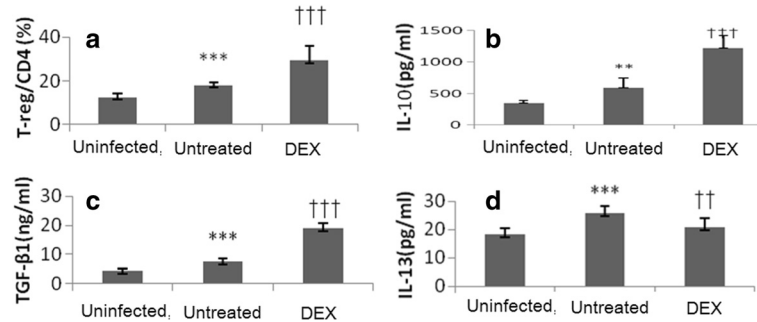 a
T-reg/CD4 (%)
40
20
0
***
†††
Uninfected, Untreated DEX
b
IL-10(pg/ml)
1500
1000
500
0
**
†††
Uninfected, Untreated DEX
c
TGF-β1(ng/ml)
30
20
10
0
***
†††
Uninfected, Untreated DEX
d
IL-13(pg/ml)
30
20
10
0
***
††
Uninfected, Untreated DEX